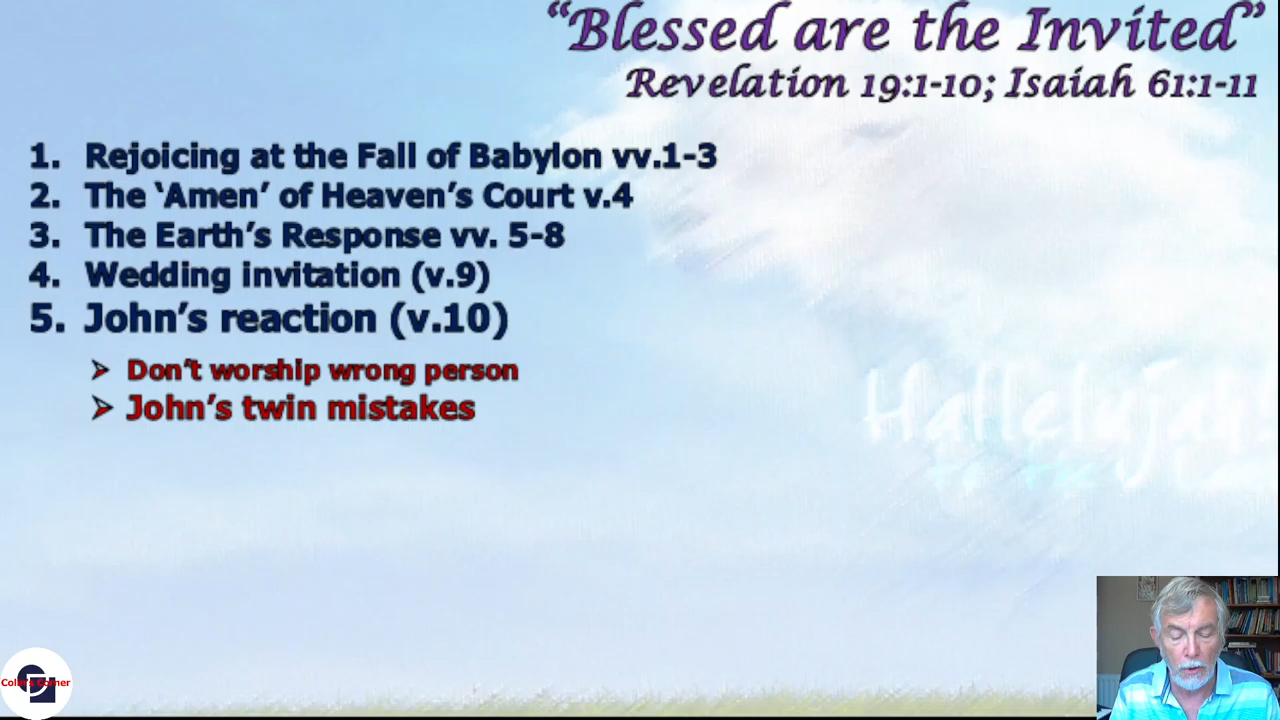 “Blessed are the Invited”
Revelation 19:1-10; Isaiah 61:1-11
1. Rejoicing at the Fall of Babylon vv.1-3
2. The ‘Amen’ of Heaven’s Court v.4
3. The Earth’s Response vv. 5-8
4. Wedding invitation (v.9)
5. John’s reaction (v.10)
➢ Don’t worship wrong person
➢ John’s twin mistakes
Hallelujah!
Corner